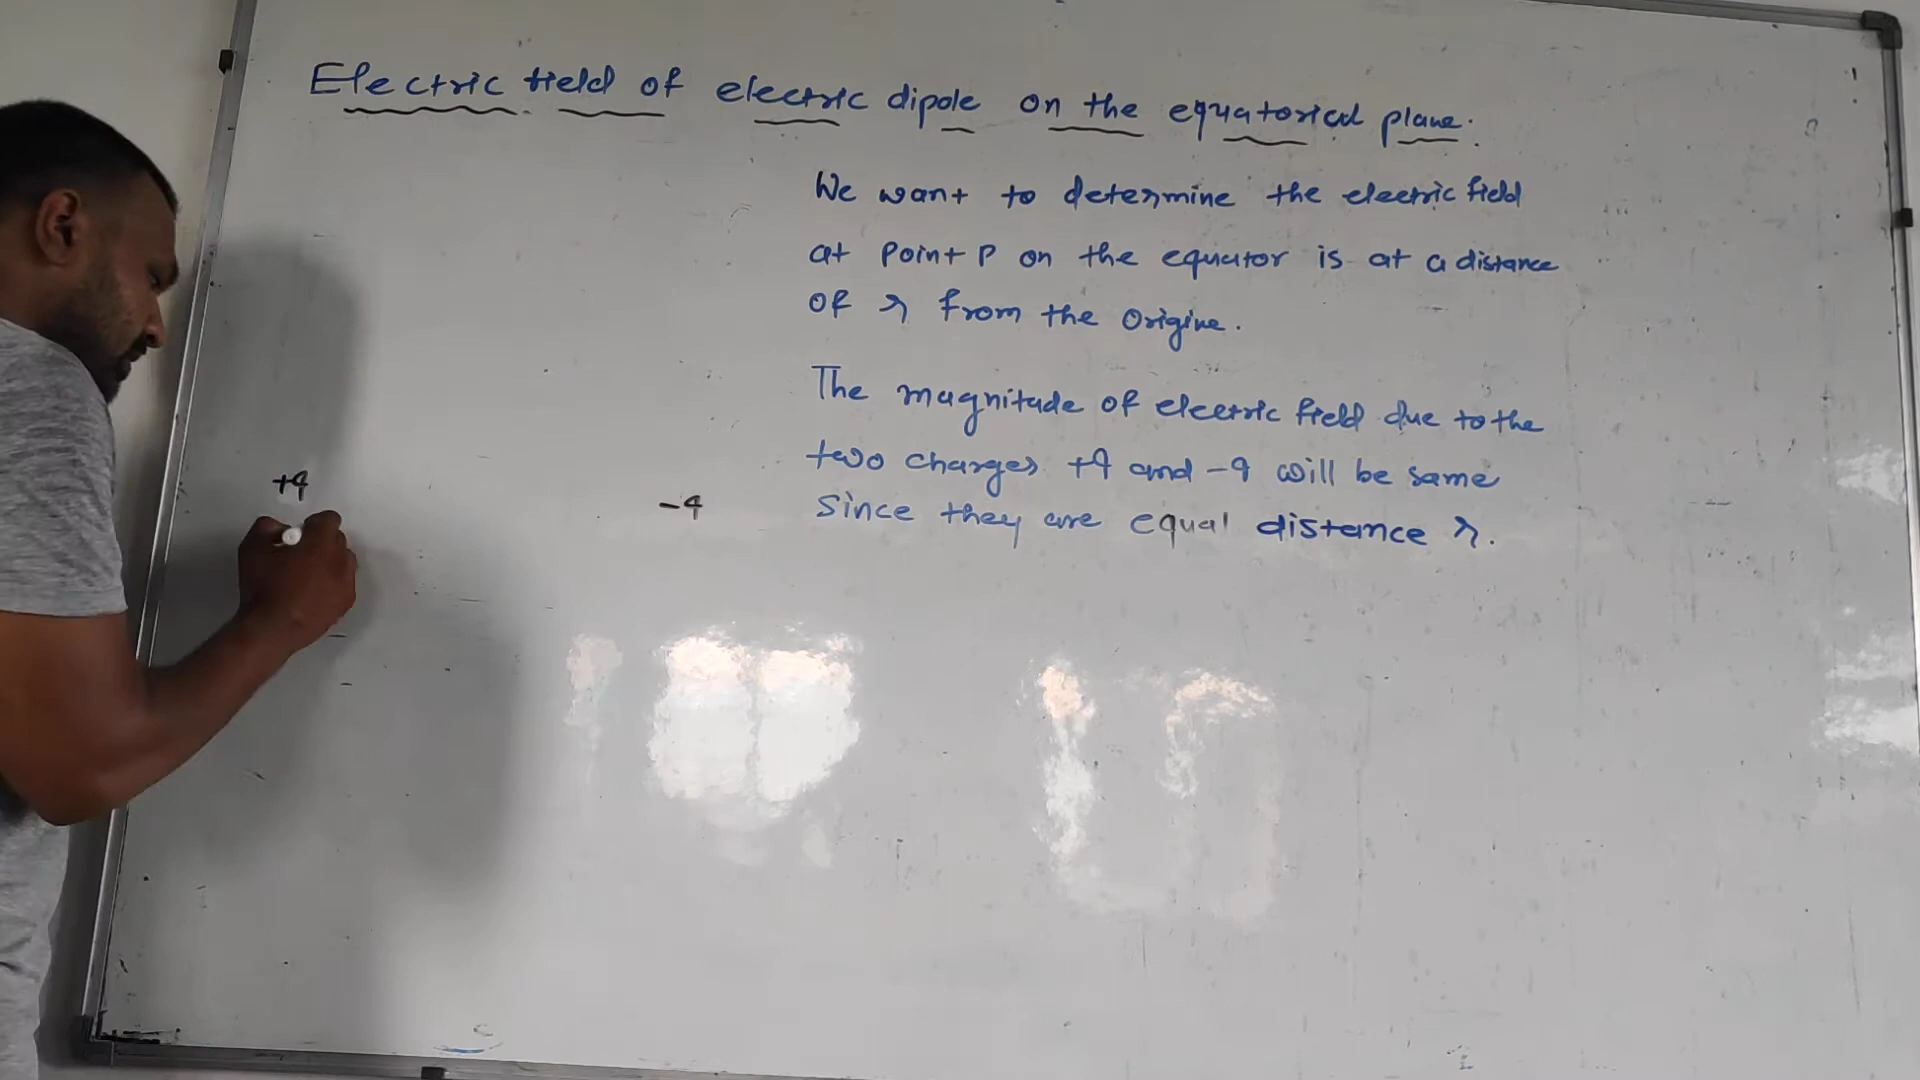 Electric field of electric dipole on the equatorial plane.
We want to determine the electric field
at point P on the equator is at a distance
of r from the Origine.
The magnitude of electric field due to the
two charges +q and -q will be same
Since they are equal distance r.
+q
-q